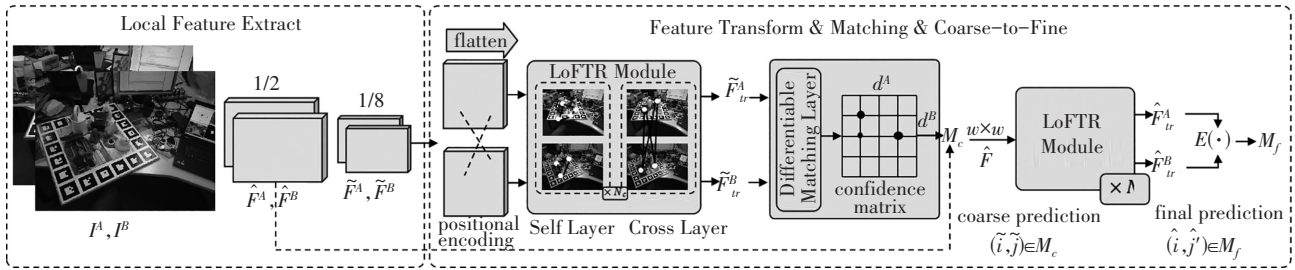 Local Feature Extract
1/2
1/8
F̂^A, F̂^B
F̃^A, F̃^B
I^A, I^B
Feature Transform & Matching & Coarse-to-Fine
flatten
positional
encoding
LoFTR Module
×N_c
Self Layer
Cross Layer
F̃^A_tr
F̃^B_tr
Differentiable
Matching Layer
d^A
d^B
confidence
matrix
M_c
w×w
F̂
LoFTR
Module
×N
F̂^A_tr
F̂^B_tr
E(·)
M_f
coarse prediction
(ĩ, j̃)∈M_c
final prediction
(î, ĵ′)∈M_f